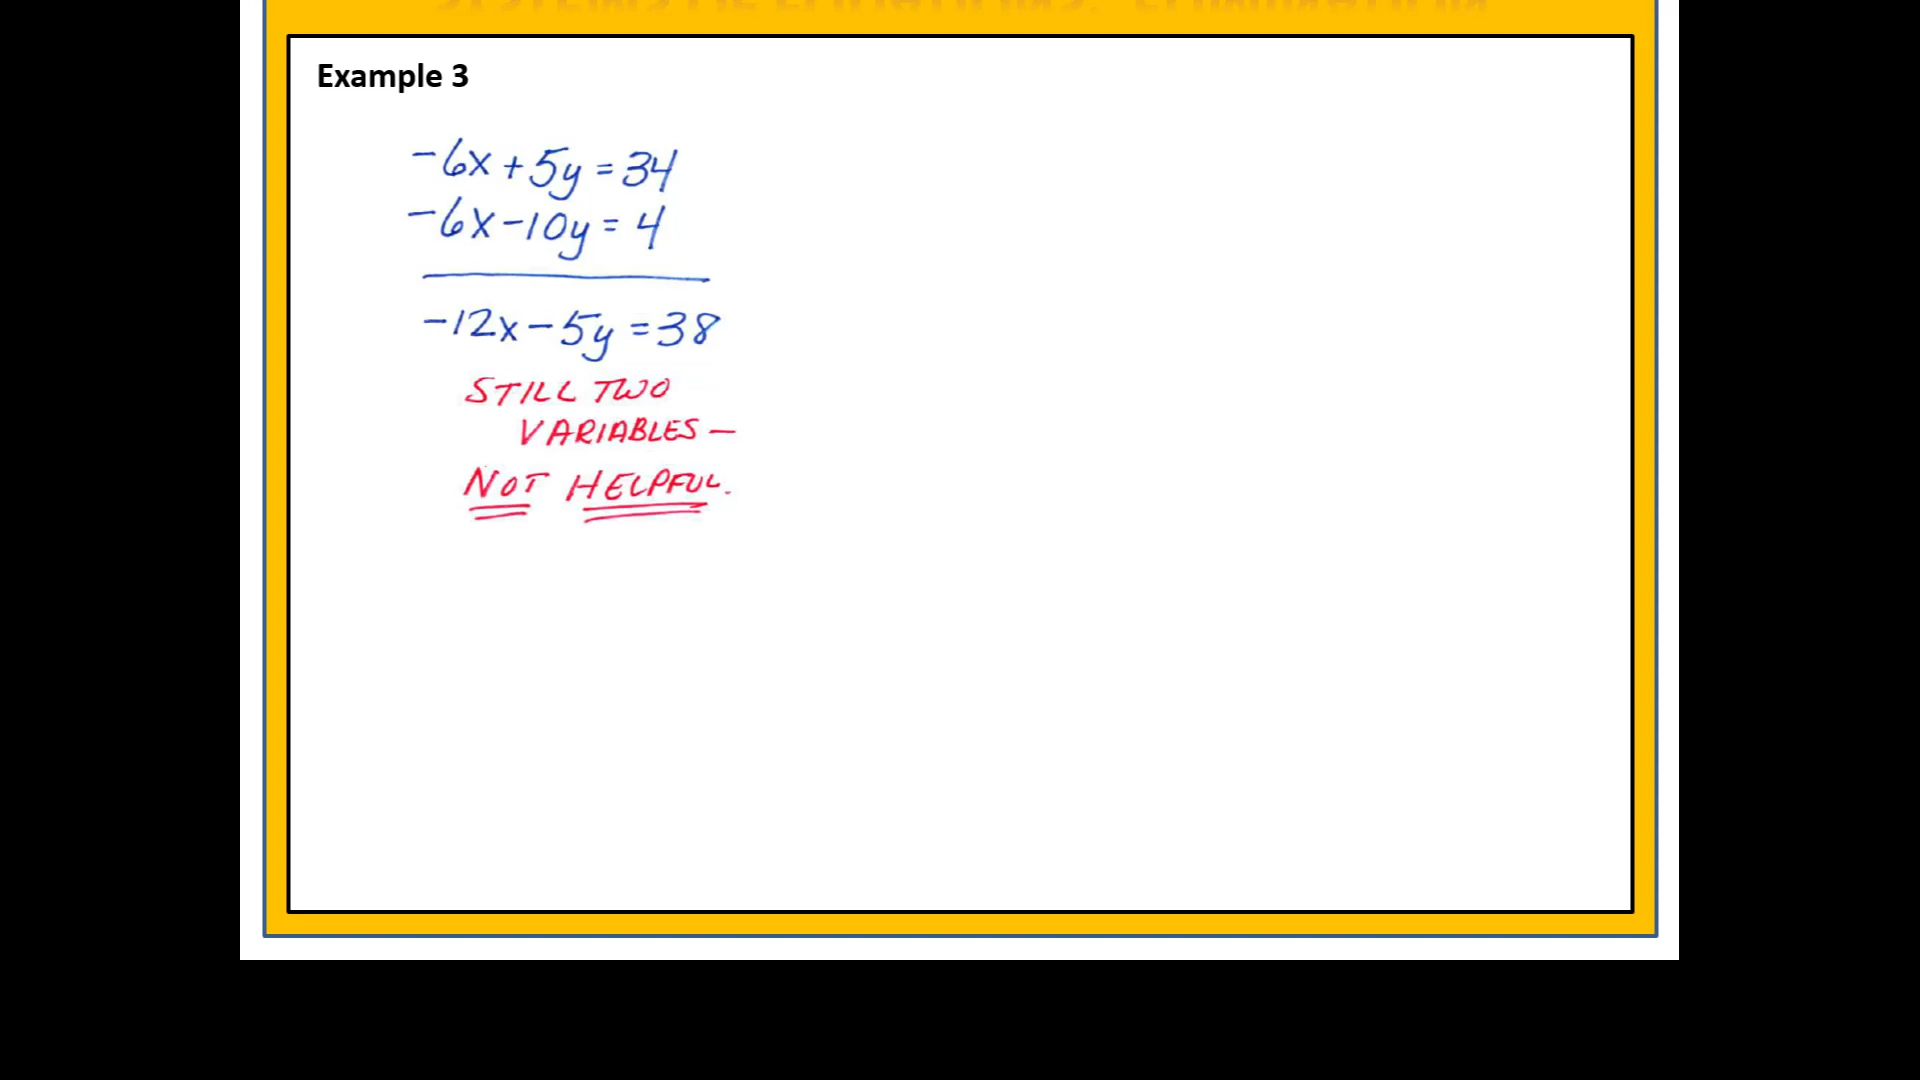 Example 3
-6x+5y=34
-6x-10y=4
-12x-5y=38
STILL TWO
VARIABLES—
NOT HELPFUL.